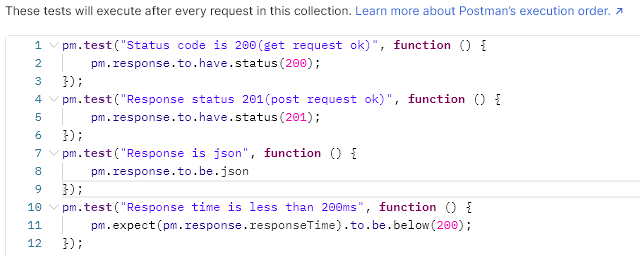 These tests will execute after every request in this collection. Learn more about Postman's execution order. ↗
1 pm.test("Status code is 200(get request ok)", function () {
2 pm.response.to.have.status(200);
3 });
4 pm.test("Response status 201(post request ok)", function () {
5 pm.response.to.have.status(201);
6 });
7 pm.test("Response is json", function () {
8 pm.response.to.be.json
9 });
10 pm.test("Response time is less than 200ms", function () {
11 pm.expect(pm.response.responseTime).to.be.below(200);
12 });